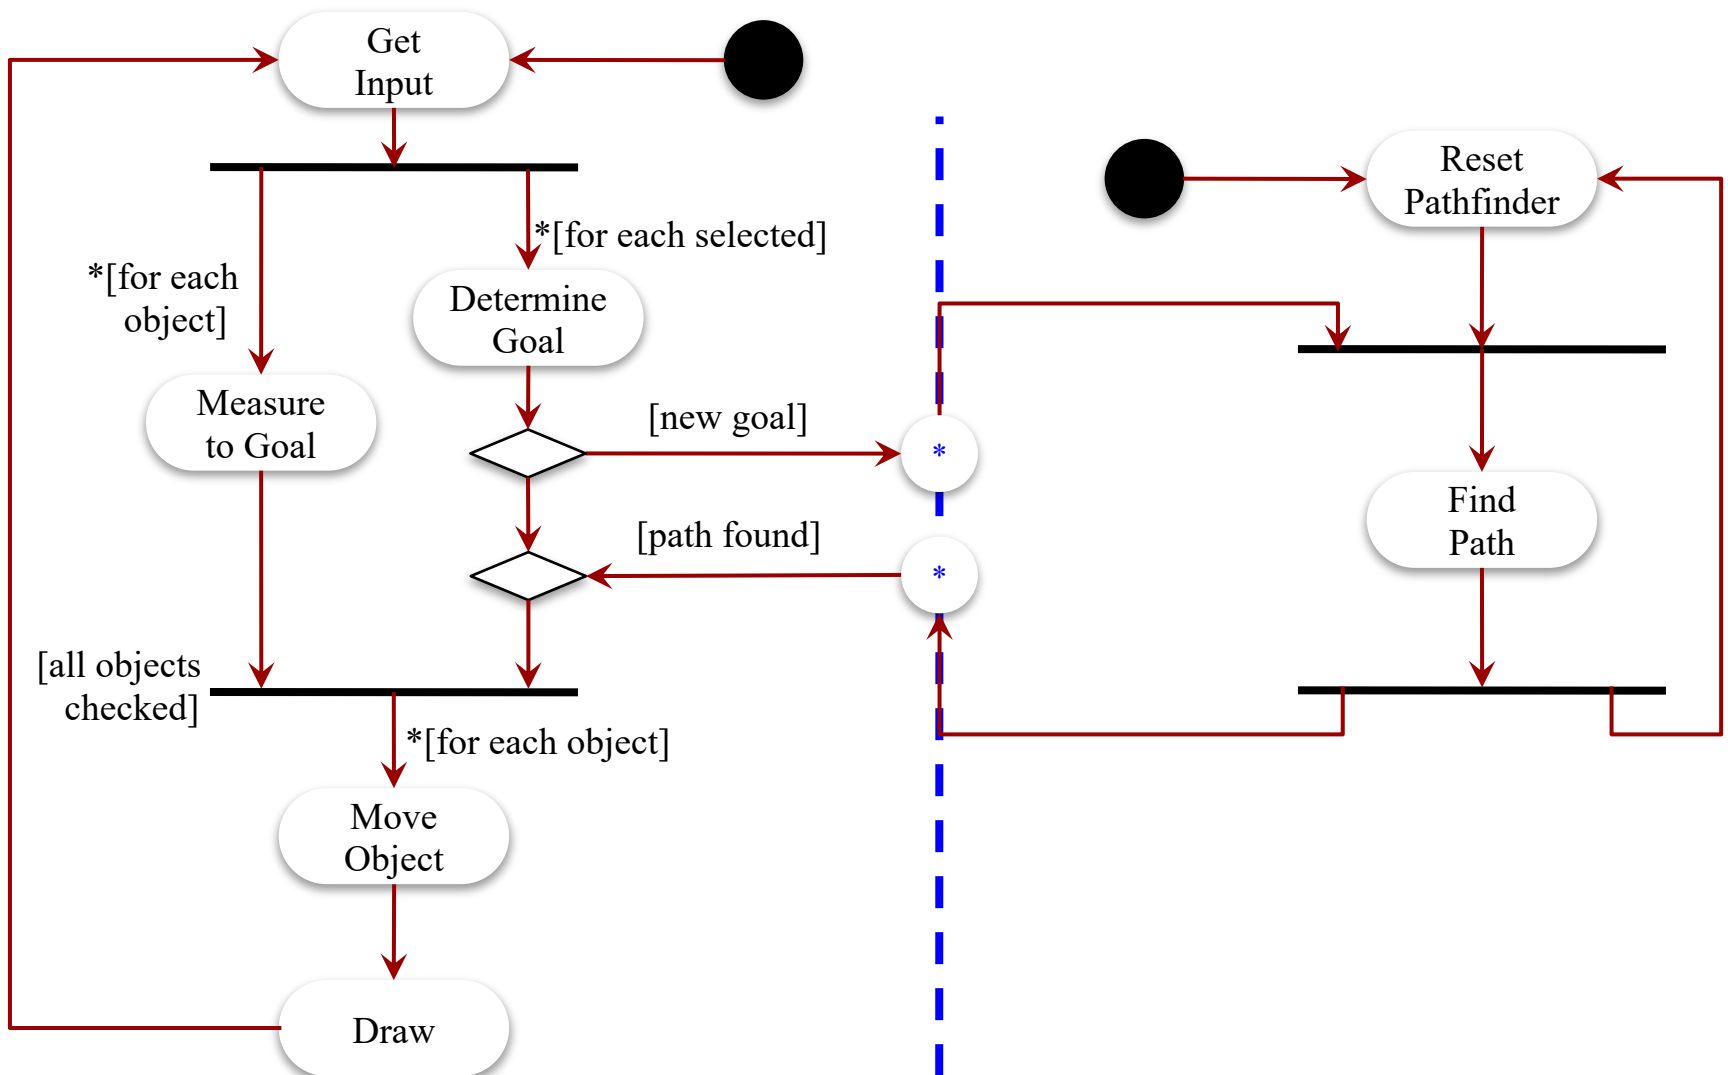 Get
Input
Reset
Pathfinder
*[for each selected]
*[for each
object]
Determine
Goal
Measure
to Goal
[new goal]
*
Find
Path
[path found]
*
[all objects
checked]
*[for each object]
Move
Object
Draw